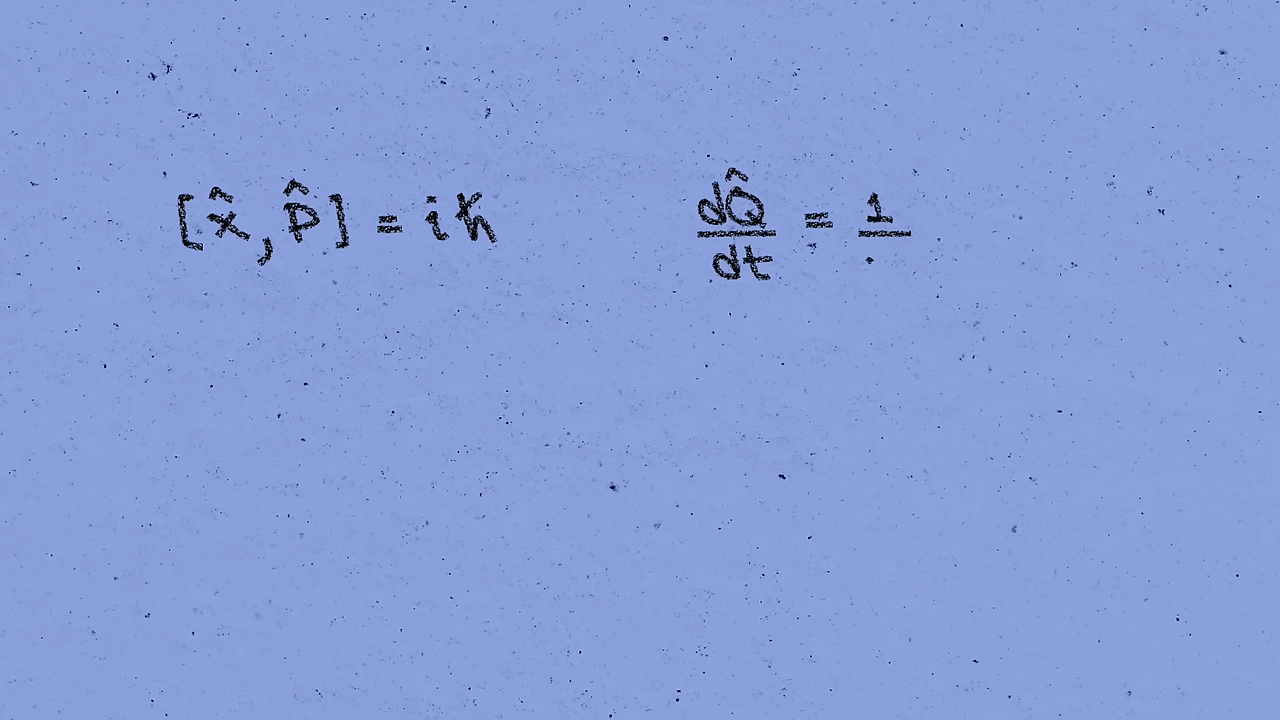 [x̂, p̂] = iħ
dQ̂/dt = 1/